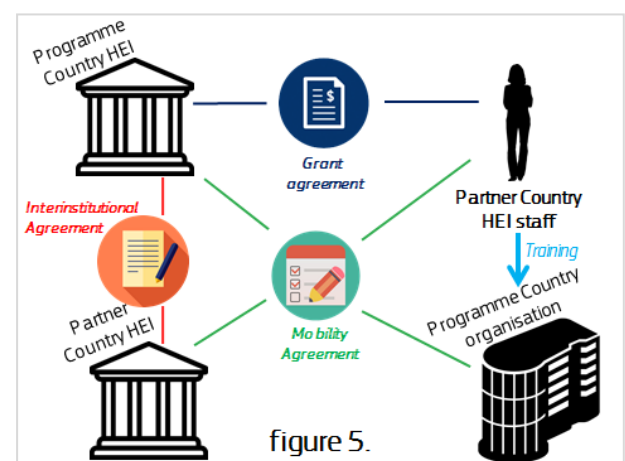 Programme
Country HEI
Grant
agreement
Partner Country
HEI staff
Interinstitutional
Agreement
Training
Partner
Country HEI
Mobility
Agreement
Programme Country
organisation
figure 5.